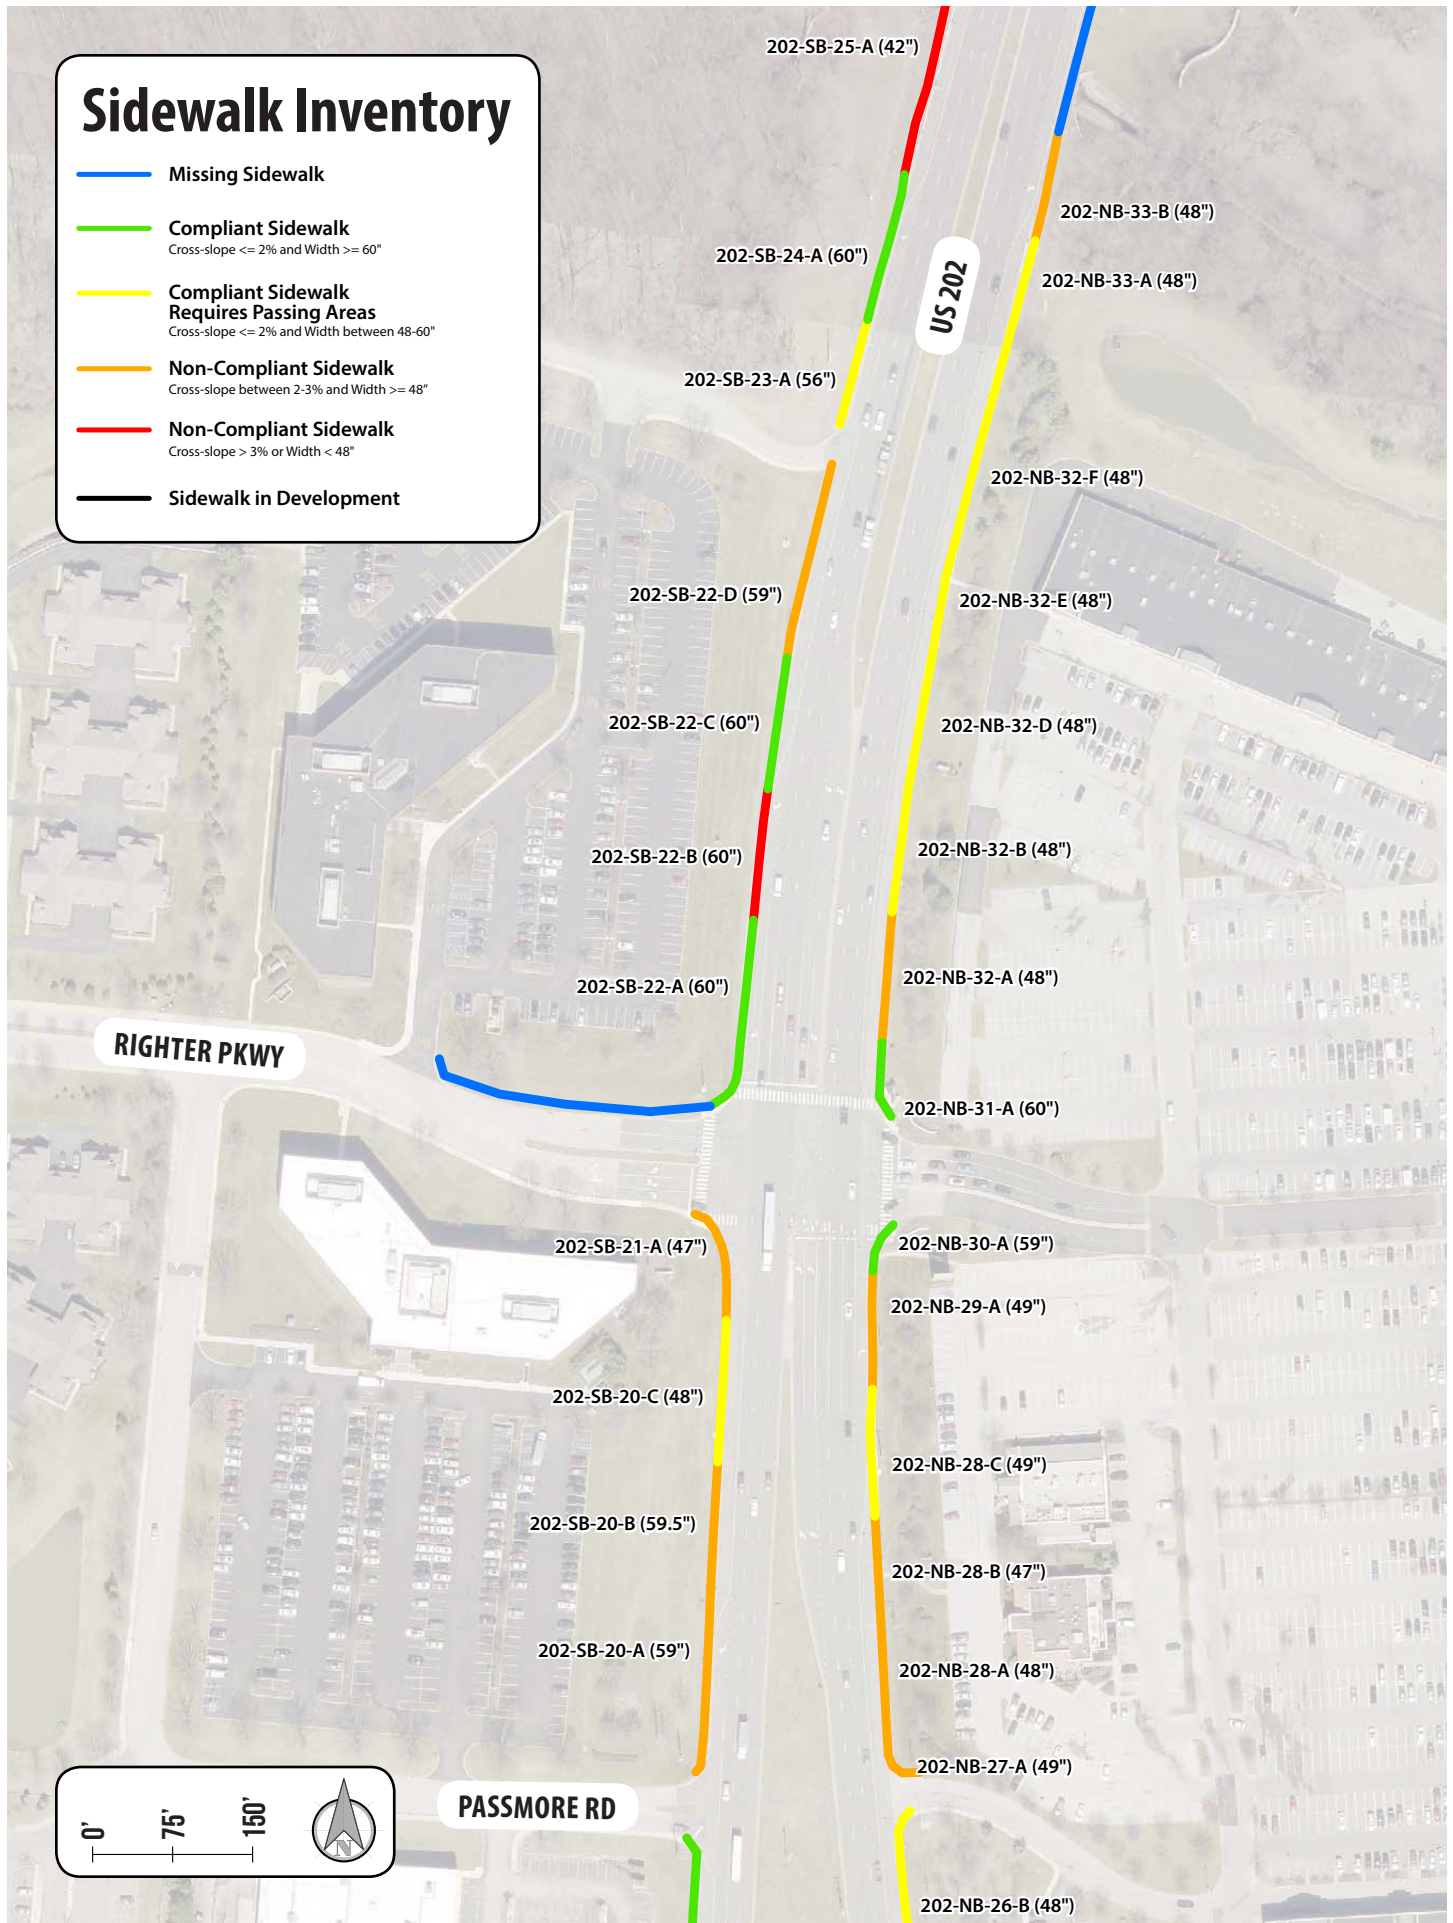 Sidewalk Inventory
Missing Sidewalk
Compliant Sidewalk
Cross-slope <= 2% and Width >= 60"
Compliant Sidewalk
Requires Passing Areas
Cross-slope <= 2% and Width between 48-60"
Non-Compliant Sidewalk
Cross-slope between 2-3% and Width >= 48"
Non-Compliant Sidewalk
Cross-slope > 3% or Width < 48"
Sidewalk in Development
202-SB-25-A (42")
202-NB-33-B (48")
202-SB-24-A (60")
202-NB-33-A (48")
US 202
202-SB-23-A (56")
202-NB-32-F (48")
202-SB-22-D (59")
202-NB-32-E (48")
202-SB-22-C (60")
202-NB-32-D (48")
202-SB-22-B (60")
202-NB-32-B (48")
202-SB-22-A (60")
202-NB-32-A (48")
RIGHTER PKWY
202-NB-31-A (60")
202-SB-21-A (47")
202-NB-30-A (59")
202-NB-29-A (49")
202-SB-20-C (48")
202-NB-28-C (49")
202-SB-20-B (59.5")
202-NB-28-B (47")
202-SB-20-A (59")
202-NB-28-A (48")
202-NB-27-A (49")
PASSMORE RD
0'
75'
150'
N
202-NB-26-B (48")